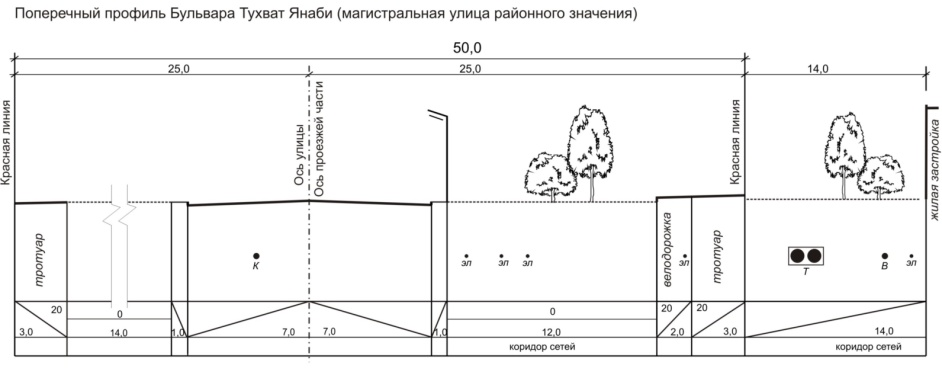 Поперечный профиль Бульвара Тухват Янаби (магистральная улица районного значения)
50,0
25,0 25,0 14,0
Красная линия
Ось улицы
Ось проезжей части
Красная линия
жилая застройка
тротуар
К
эл эл эл
велодорожка
эл
тротуар
Т
В
эл
20 0 0 20 20
3,0 14,0 1,0 7,0 7,0 1,0 12,0 2,0 3,0 14,0
коридор сетей коридор сетей